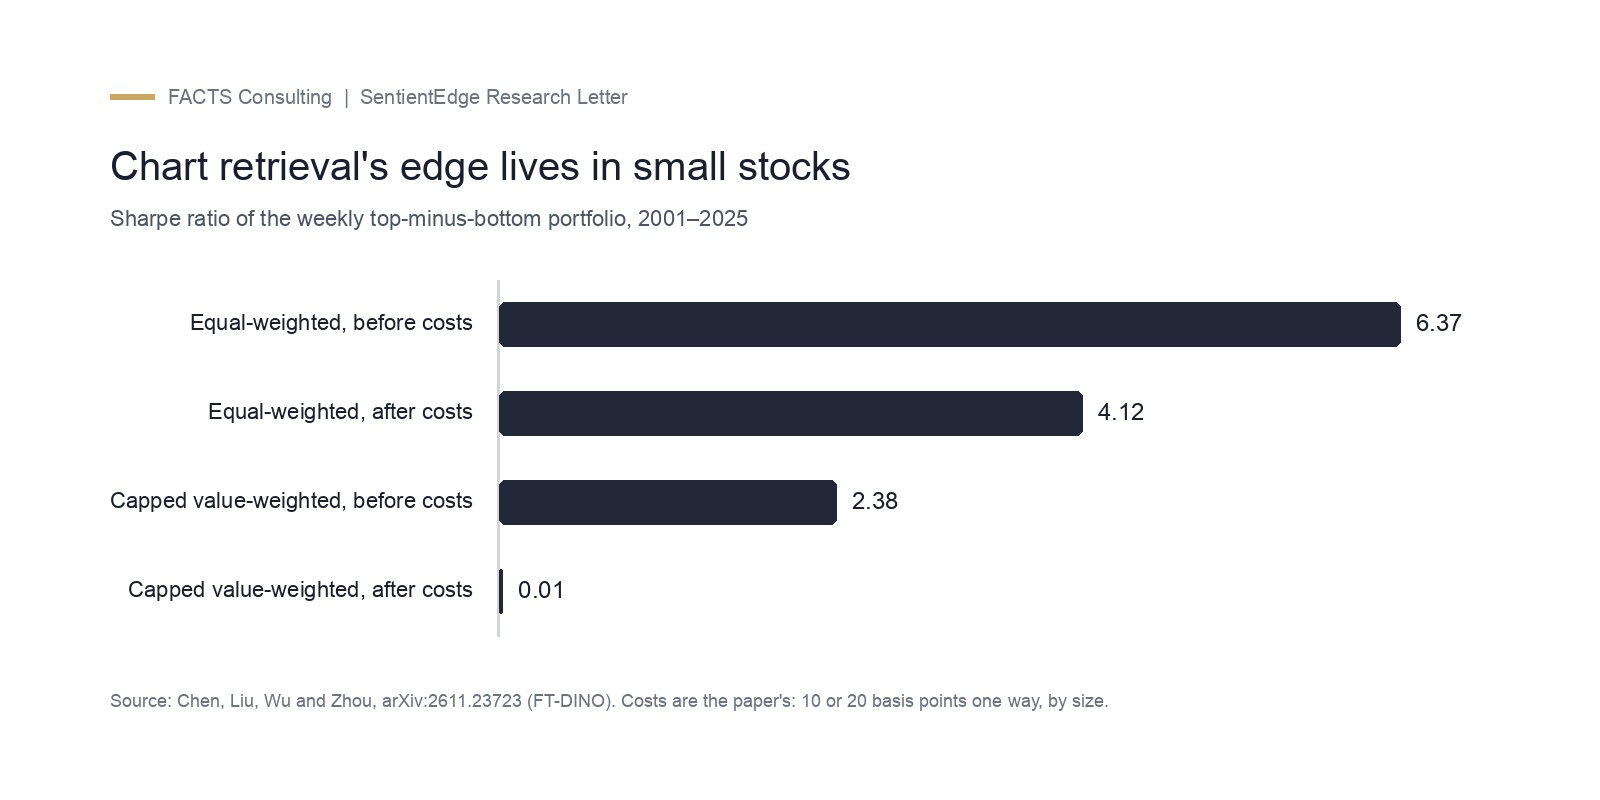 FACTS Consulting | SentientEdge Research Letter
Chart retrieval's edge lives in small stocks
Sharpe ratio of the weekly top-minus-bottom portfolio, 2001–2025
Equal-weighted, before costs 6.37
Equal-weighted, after costs 4.12
Capped value-weighted, before costs 2.38
Capped value-weighted, after costs 0.01
Source: Chen, Liu, Wu and Zhou, arXiv:2611.23723 (FT-DINO). Costs are the paper's: 10 or 20 basis points one way, by size.